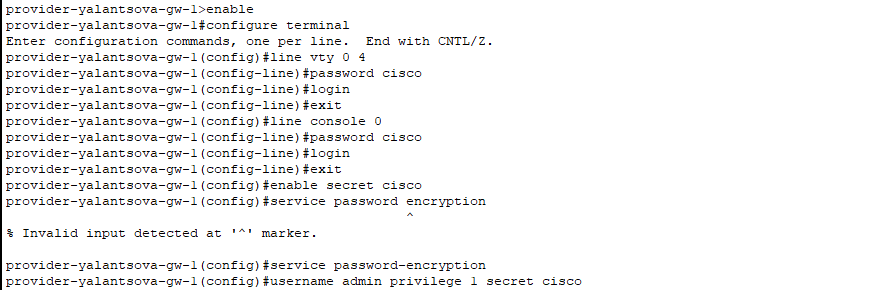 provider-yalantsova-gw-1>enable
provider-yalantsova-gw-1#configure terminal
Enter configuration commands, one per line.  End with CNTL/Z.
provider-yalantsova-gw-1(config)#line vty 0 4
provider-yalantsova-gw-1(config-line)#password cisco
provider-yalantsova-gw-1(config-line)#login
provider-yalantsova-gw-1(config-line)#exit
provider-yalantsova-gw-1(config)#line console 0
provider-yalantsova-gw-1(config-line)#password cisco
provider-yalantsova-gw-1(config-line)#login
provider-yalantsova-gw-1(config-line)#exit
provider-yalantsova-gw-1(config)#enable secret cisco
provider-yalantsova-gw-1(config)#service password encryption
^
% Invalid input detected at '^' marker.
provider-yalantsova-gw-1(config)#service password-encryption
provider-yalantsova-gw-1(config)#username admin privilege 1 secret cisco